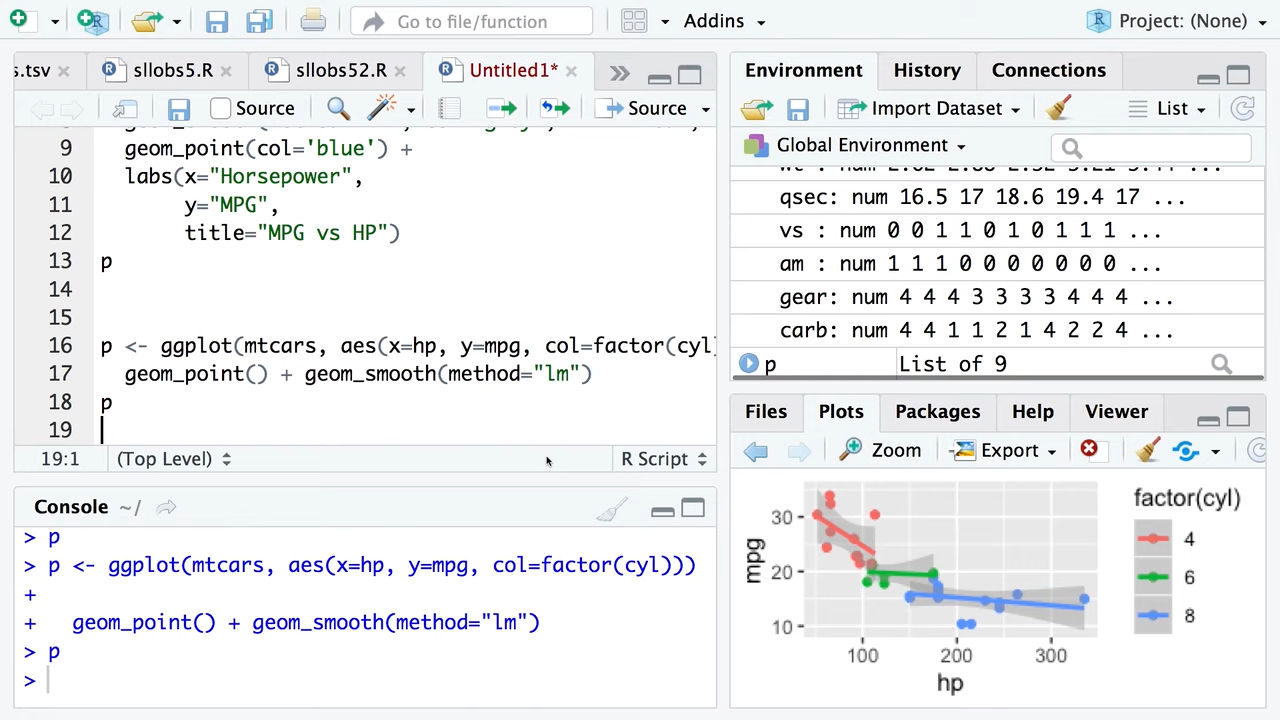 Go to file/function
Addins
Project: (None)
s.tsv
sllobs5.R
sllobs52.R
Untitled1*
Source
Source
9 geom_point(col='blue') +
10 labs(x="Horsepower",
11 y="MPG",
12 title="MPG vs HP")
13 p
14
15
16 p <- ggplot(mtcars, aes(x=hp, y=mpg, col=factor(cyl)
17 geom_point() + geom_smooth(method="lm")
18 p
19
19:1 (Top Level) R Script
Console ~/
> p
> p <- ggplot(mtcars, aes(x=hp, y=mpg, col=factor(cyl)))
+
+ geom_point() + geom_smooth(method="lm")
> p
>
Environment History Connections
Import Dataset List
Global Environment
qsec: num 16.5 17 18.6 19.4 17 ...
vs : num 0 0 1 1 0 1 0 1 1 1 ...
am : num 1 1 1 0 0 0 0 0 0 0 ...
gear: num 4 4 4 3 3 3 3 4 4 4 ...
carb: num 4 4 1 1 2 1 4 2 2 4 ...
p List of 9
Files Plots Packages Help Viewer
Zoom Export
30
20
10
mpg
100 200 300
hp
factor(cyl)
4
6
8